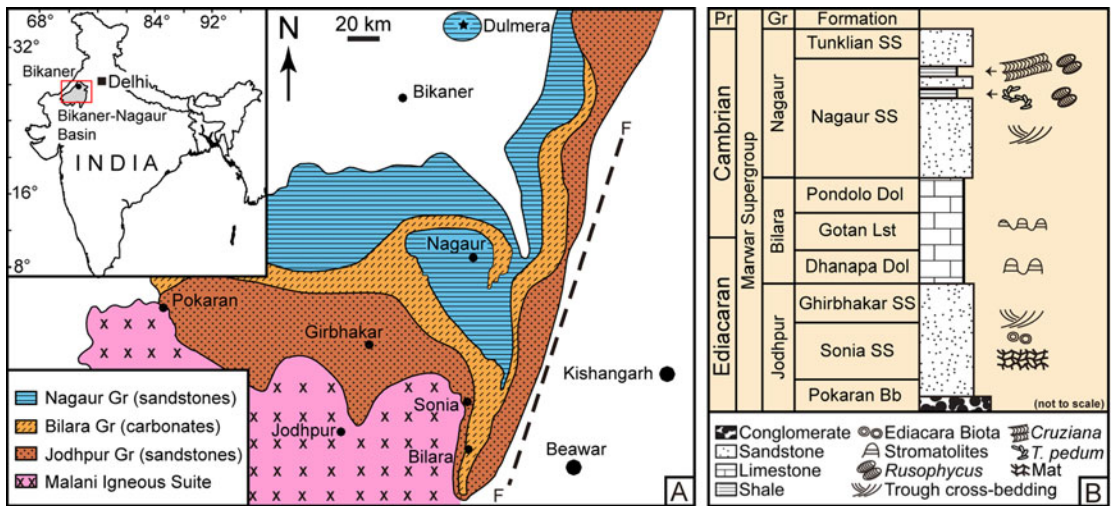 68° 76° 84° 92°
32°
Bikaner
Delhi
Bikaner-Nagaur
Basin
INDIA
16°
8°
N
20 km
Dulmera
Bikaner
F
Nagaur
Pokaran
Girbhakar
Kishangarh
Sonia
Jodhpur
Bilara
Beawar
F
Nagaur Gr (sandstones)
Bilara Gr (carbonates)
Jodhpur Gr (sandstones)
Malani Igneous Suite
A
Pr
Gr
Formation
Cambrian
Ediacaran
Marwar Supergroup
Nagaur
Bilara
Jodhpur
Tunklian SS
Nagaur SS
Pondolo Dol
Gotan Lst
Dhanapa Dol
Ghirbhakar SS
Sonia SS
Pokaran Bb
(not to scale)
Conglomerate
Sandstone
Limestone
Shale
Ediacara Biota
Stromatolites
Rusophycus
Trough cross-bedding
Cruziana
T. pedum
Mat
B